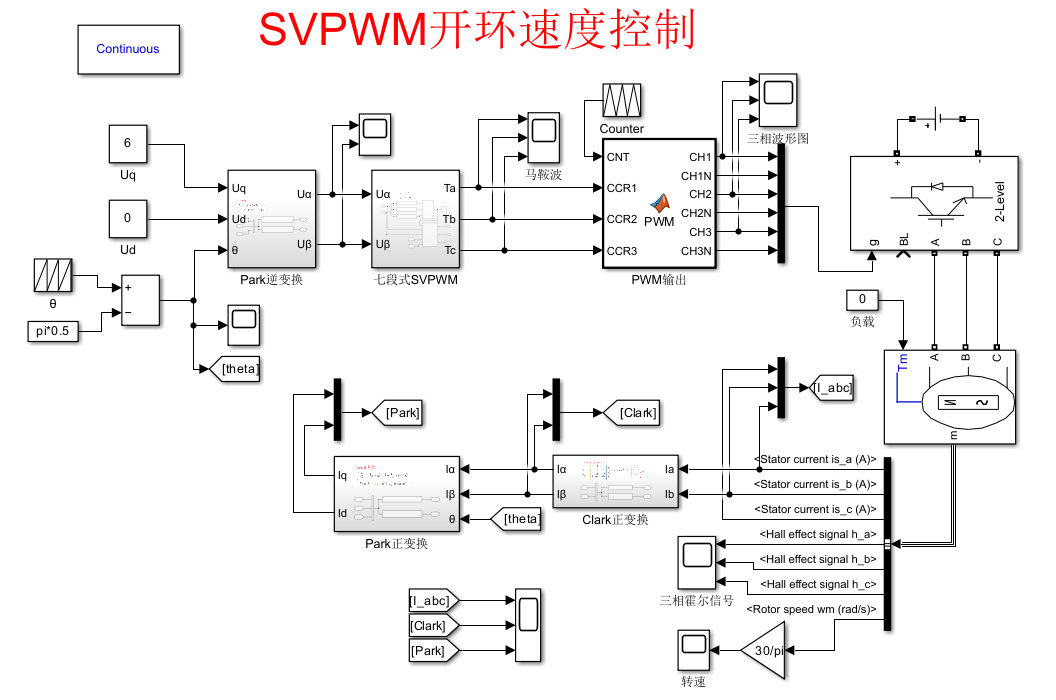 SVPWM开环速度控制
Continuous
6
Uq
0
Ud
θ
pi*0.5
+
−
[theta]
Uq
Ud
θ
Uα
Uβ
Park逆变换
Uα
Uβ
Ta
Tb
Tc
七段式SVPWM
马鞍波
Counter
CNT
CCR1
CCR2
CCR3
PWM
CH1
CH1N
CH2
CH2N
CH3
CH3N
PWM输出
三相波形图
+
+
-
2-Level
g
BL
A
B
C
0
负载
Tm
A
B
C
m
[Park]
[Clark]
[I_abc]
Iq
Id
Iα
Iβ
θ
Park正变换
[theta]
Iα
Iβ
Ia
Ib
Clark正变换
<Stator current is_a (A)>
<Stator current is_b (A)>
<Stator current is_c (A)>
<Hall effect signal h_a>
<Hall effect signal h_b>
<Hall effect signal h_c>
<Rotor speed wm (rad/s)>
三相霍尔信号
30/pi
转速
[I_abc]
[Clark]
[Park]